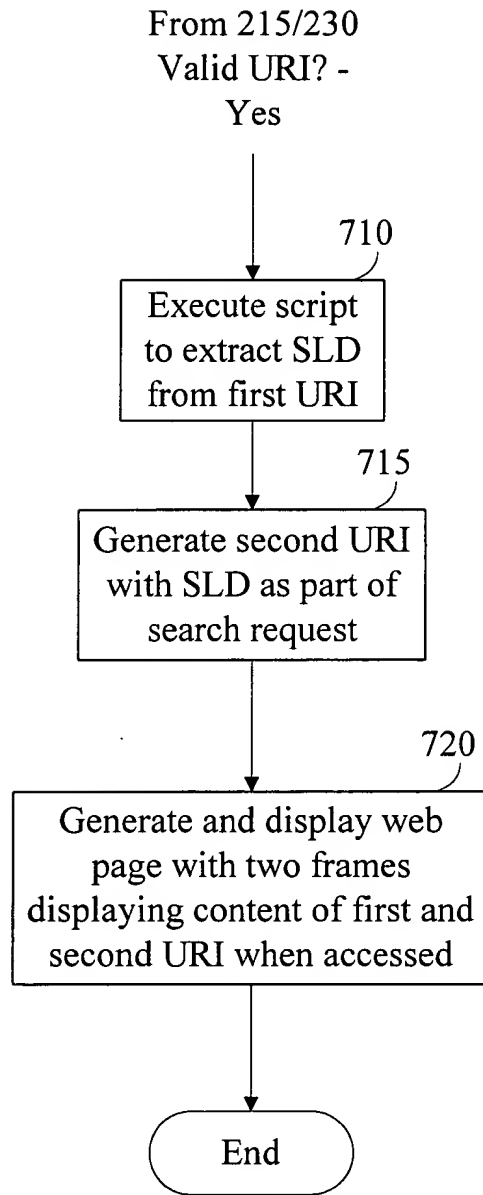 From 215/230
Valid URI? -
Yes
710
Execute script
to extract SLD
from first URI
715
Generate second URI
with SLD as part of
search request
720
Generate and display web
page with two frames
displaying content of first and
second URI when accessed
End